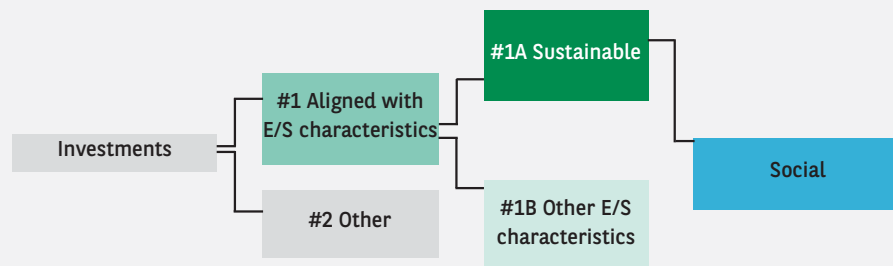 Investments
#1 Aligned with
E/S characteristics
#2 Other
#1A Sustainable
#1B Other E/S
characteristics
Social